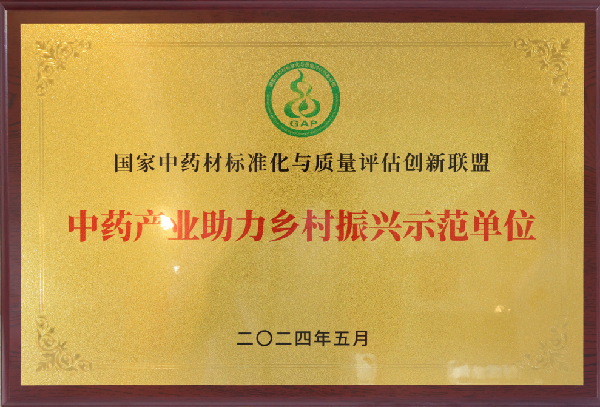 GAP
国家中药材标准化与质量评估创新联盟
中药产业助力乡村振兴示范单位
二〇二四年五月